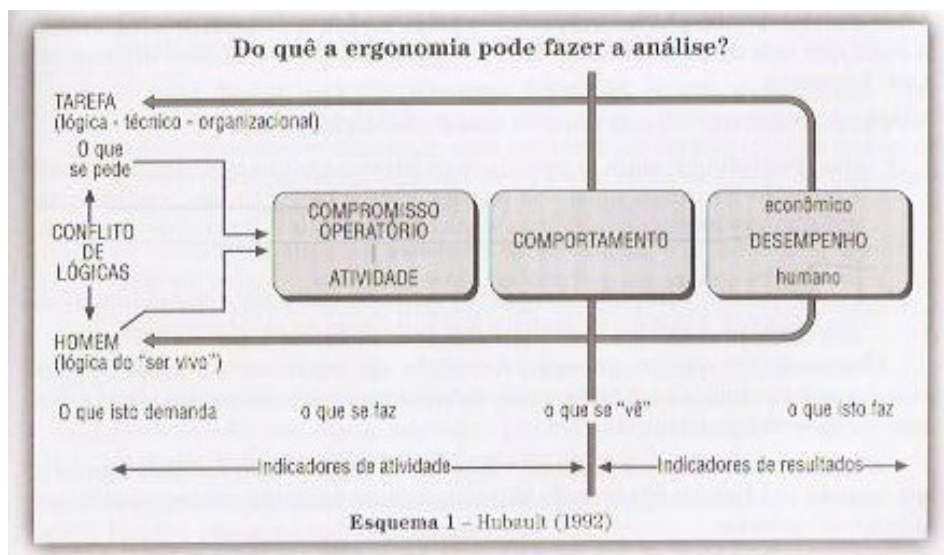 Do quê a ergonomia pode fazer a análise?
TAREFA
(lógica - técnico - organizacional)
O que
se pede
CONFLITO
DE
LÓGICAS
HOMEM
(lógica do "ser vivo")
COMPROMISSO
OPERATÓRIO
ATIVIDADE
COMPORTAMENTO
econômico
DESEMPENHO
humano
O que isto demanda
o que se faz
o que se "vê"
o que isto faz
Indicadores de atividade
Indicadores de resultados
Esquema 1 – Hubault (1992)